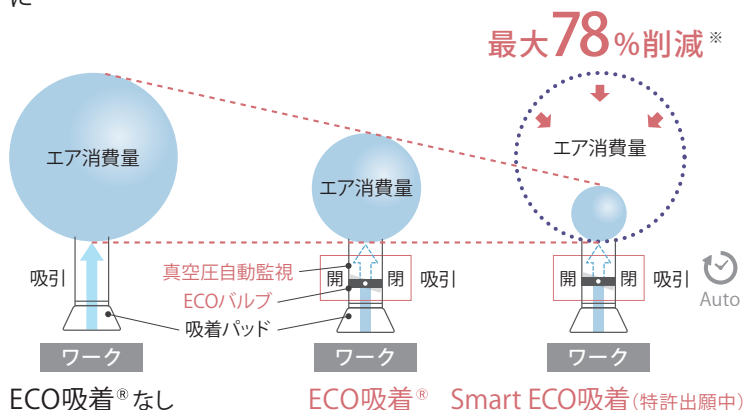 に
最大78%削減※
エア消費量
エア消費量
エア消費量
吸引
真空圧自動監視
ECOバルブ
吸着パッド
開
閉
吸引
開
閉
吸引
Auto
ワーク
ワーク
ワーク
ECO吸着®なし
ECO吸着®
Smart ECO吸着(特許出願中)